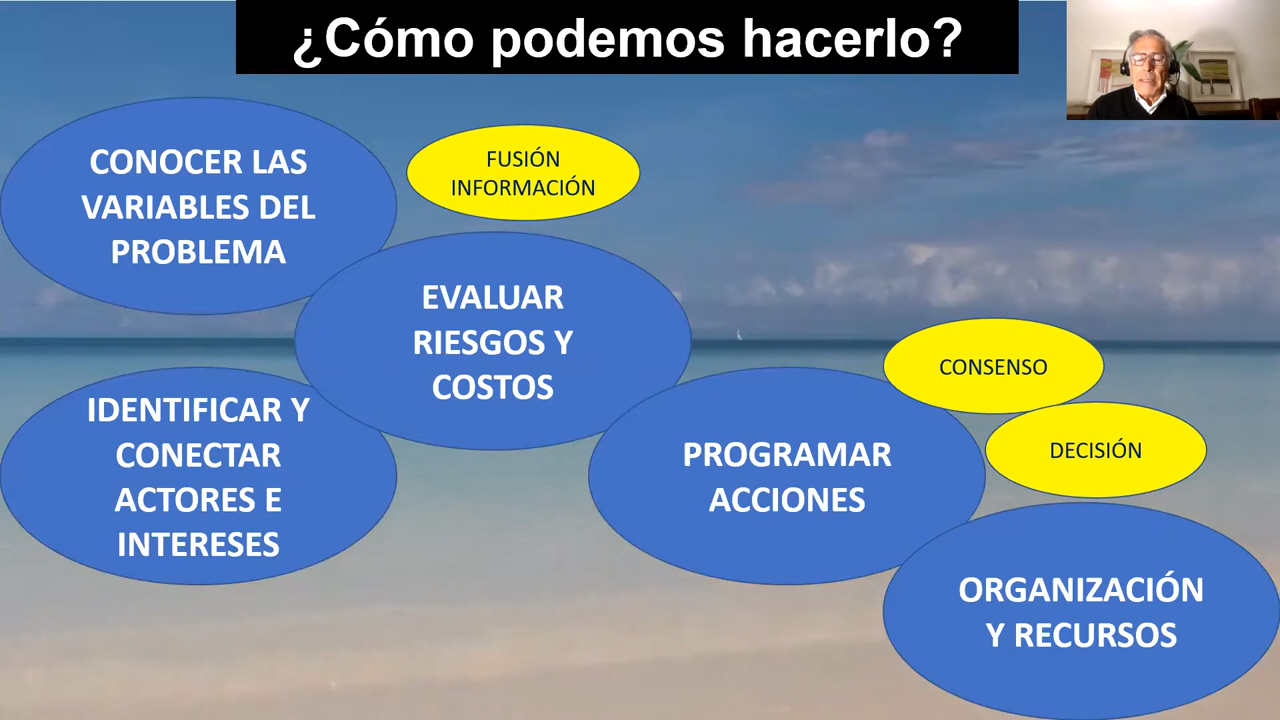 ¿Cómo podemos hacerlo?
CONOCER LAS
VARIABLES DEL
PROBLEMA
FUSIÓN
INFORMACIÓN
EVALUAR
RIESGOS Y
COSTOS
IDENTIFICAR Y
CONECTAR
ACTORES E
INTERESES
PROGRAMAR
ACCIONES
CONSENSO
DECISIÓN
ORGANIZACIÓN
Y RECURSOS